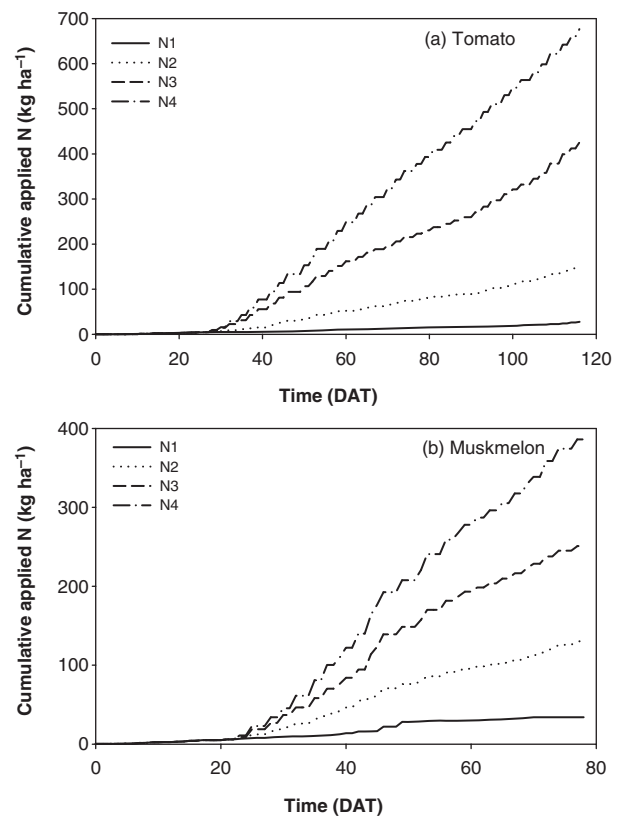 700
600
500
400
300
200
100
0
Cumulative applied N (kg ha⁻¹)
(a) Tomato
N1
N2
N3
N4
0 20 40 60 80 100 120
Time (DAT)
400
300
200
100
0
Cumulative applied N (kg ha⁻¹)
(b) Muskmelon
N1
N2
N3
N4
0 20 40 60 80
Time (DAT)